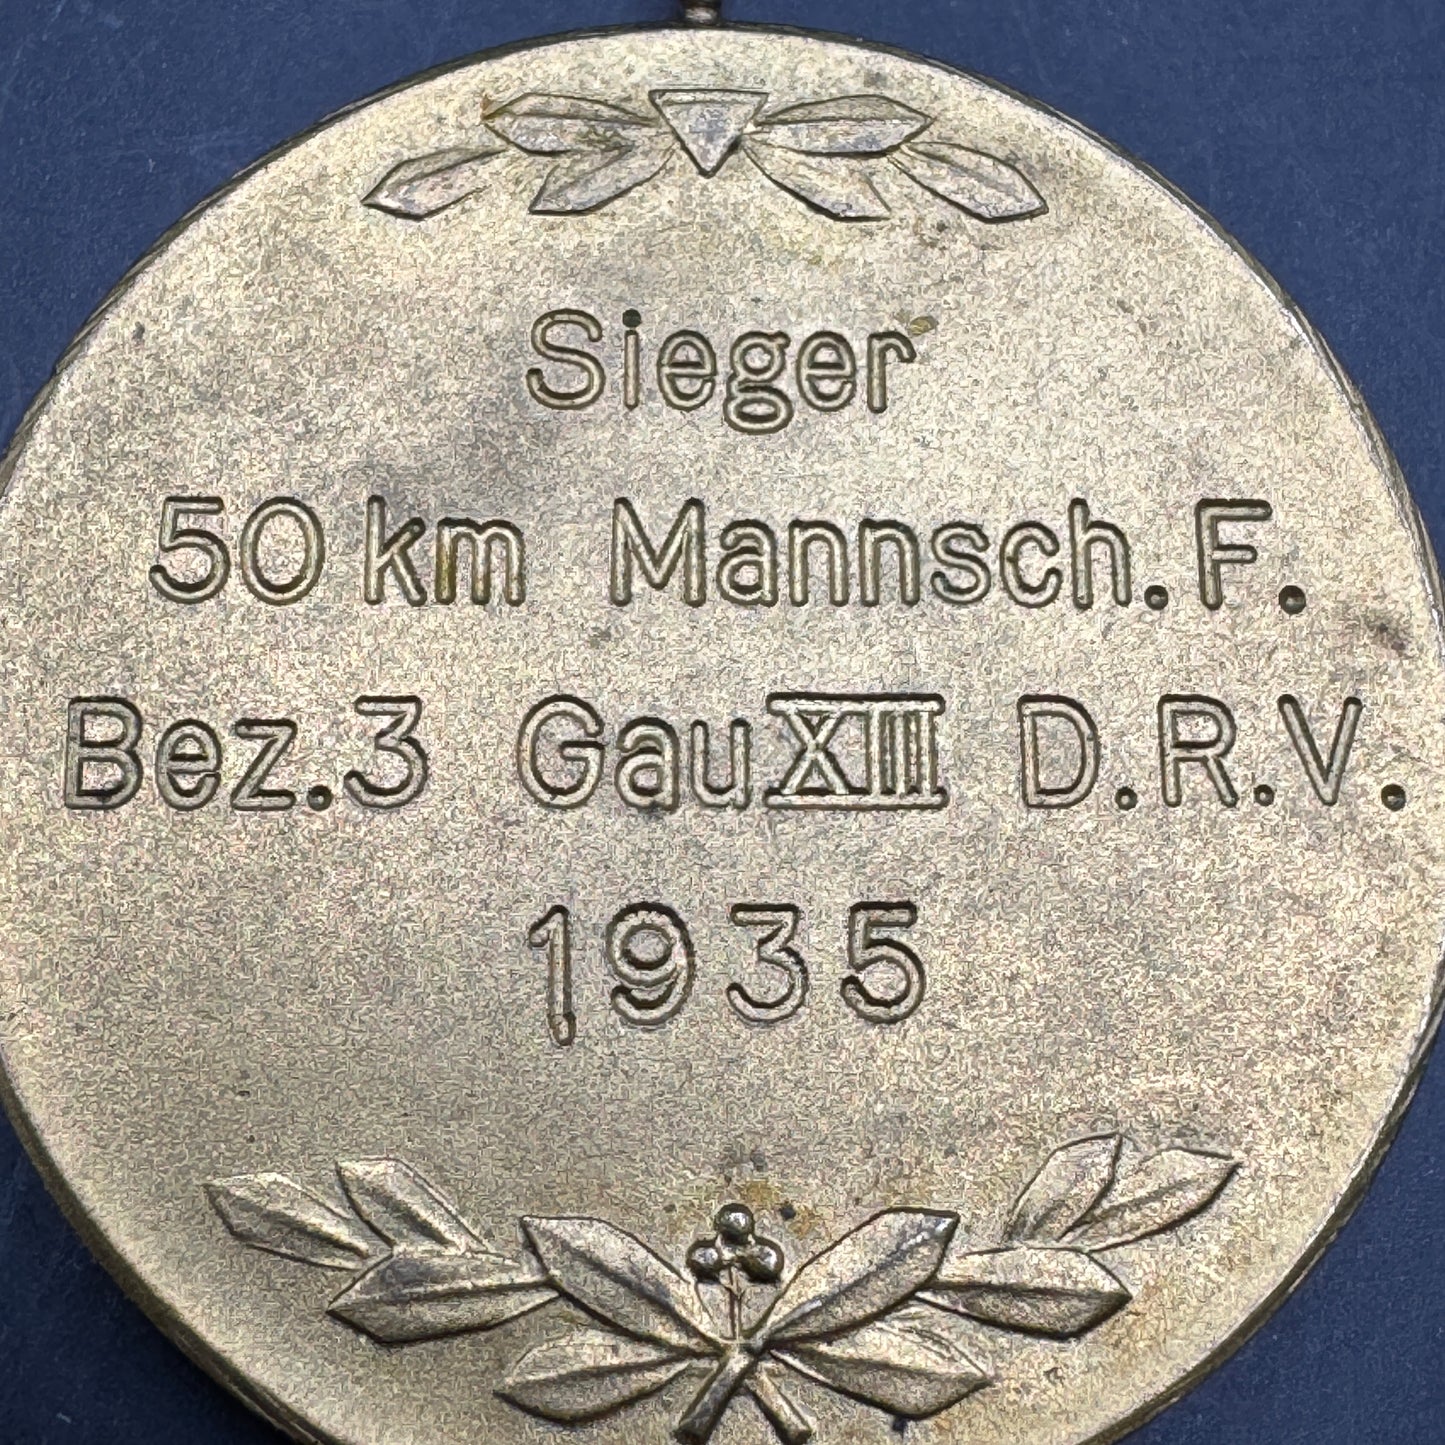 Sieger
50 km Mannsch. F.
Bez. 3 Gau XIII D.R.V.
1935